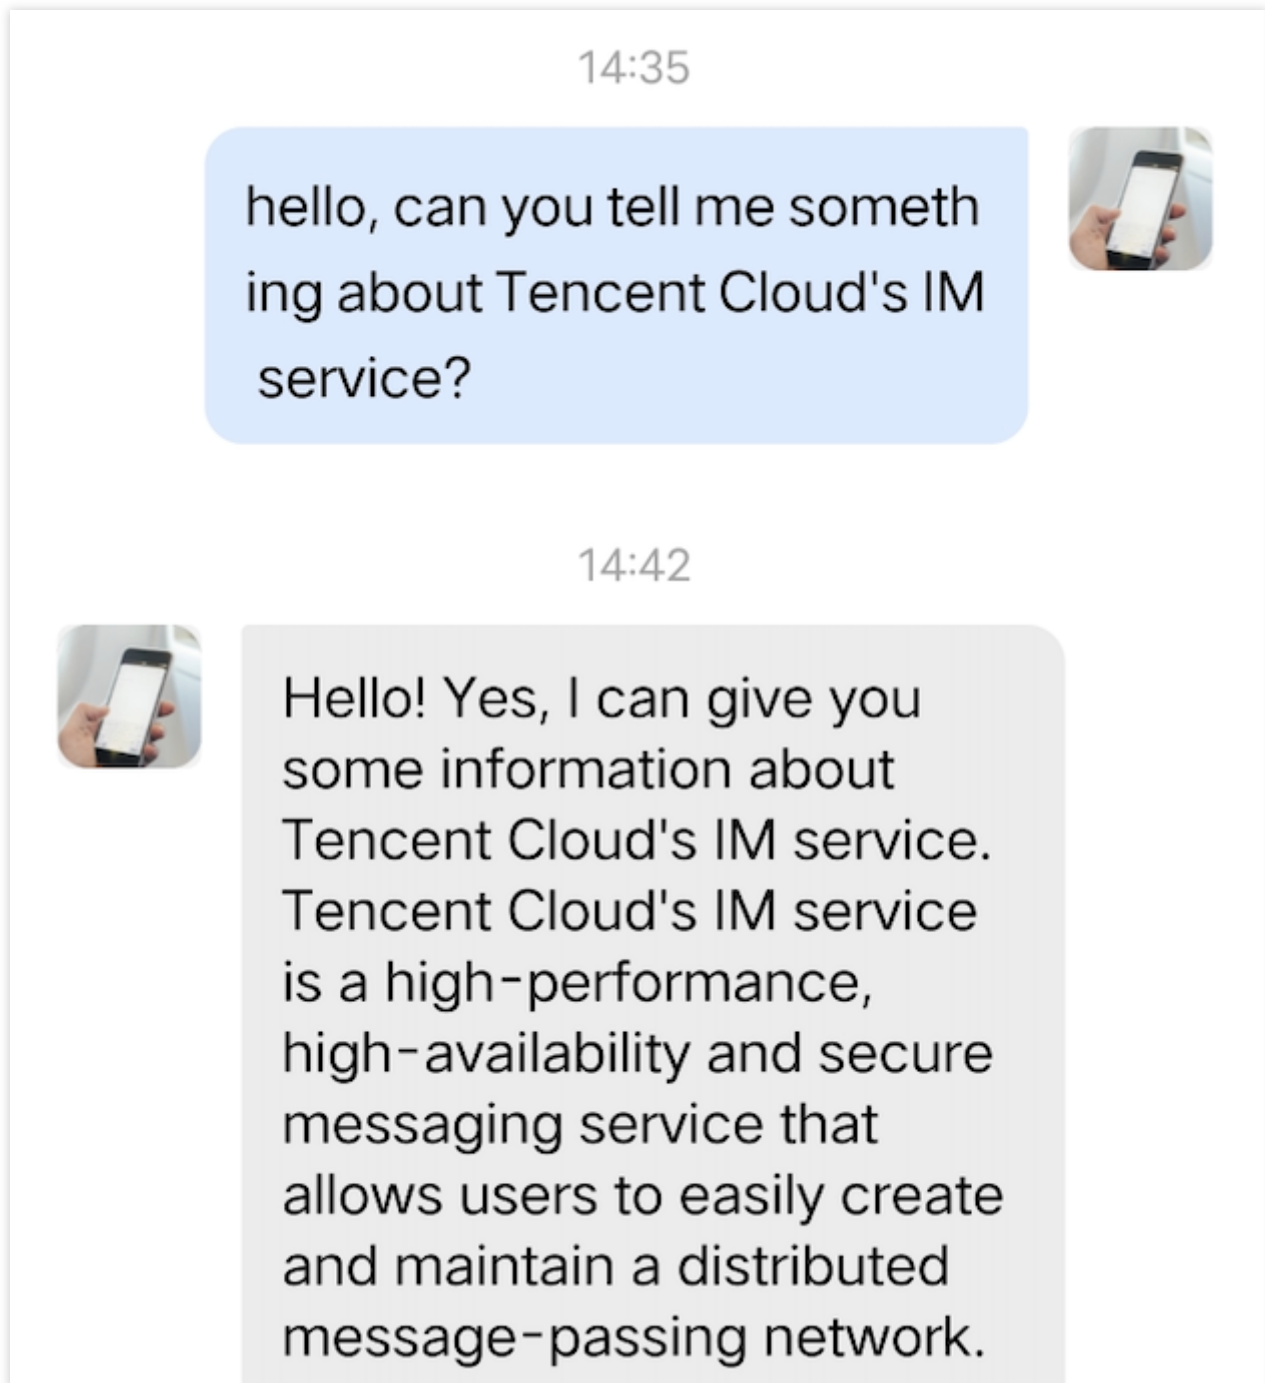 14:35
hello, can you tell me someth
ing about Tencent Cloud's IM
service?
14:42
Hello! Yes, I can give you
some information about
Tencent Cloud's IM service.
Tencent Cloud's IM service
is a high-performance,
high-availability and secure
messaging service that
allows users to easily create
and maintain a distributed
message-passing network.